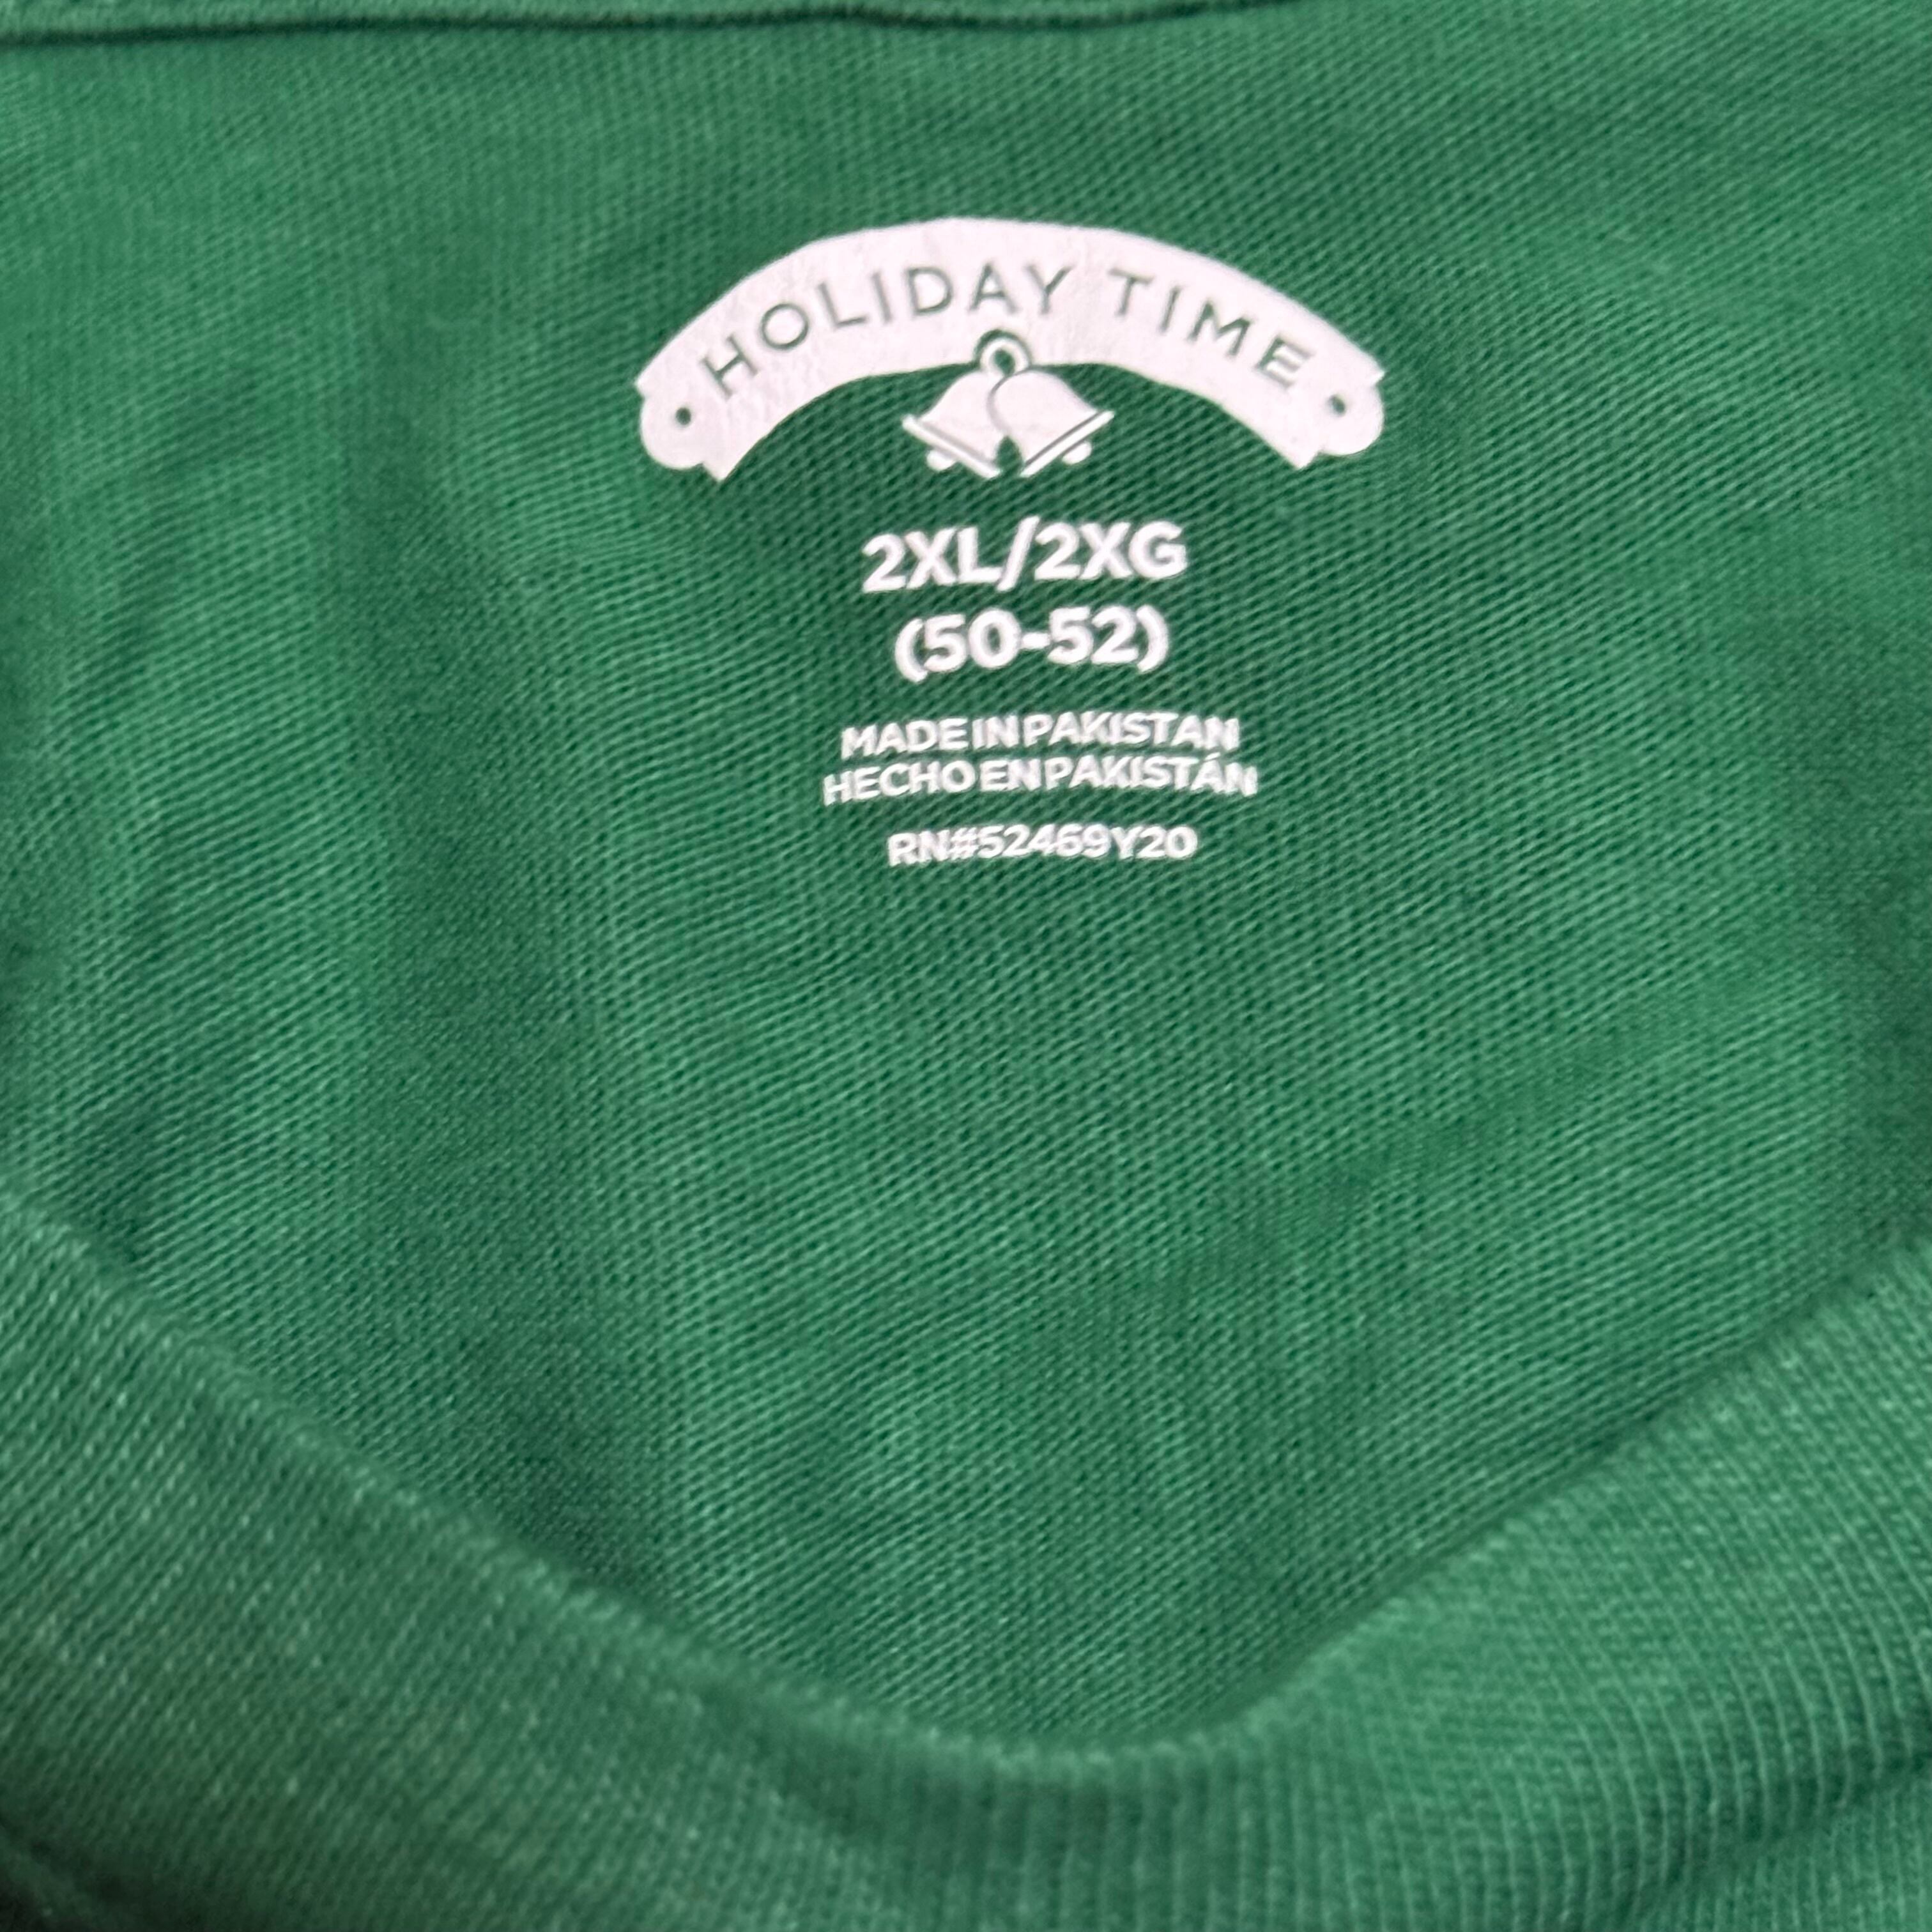 HOLIDAY TIME
2XL/2XG
(50-52)
MADE IN PAKISTAN
HECHO EN PAKISTÁN
RN#52469Y20